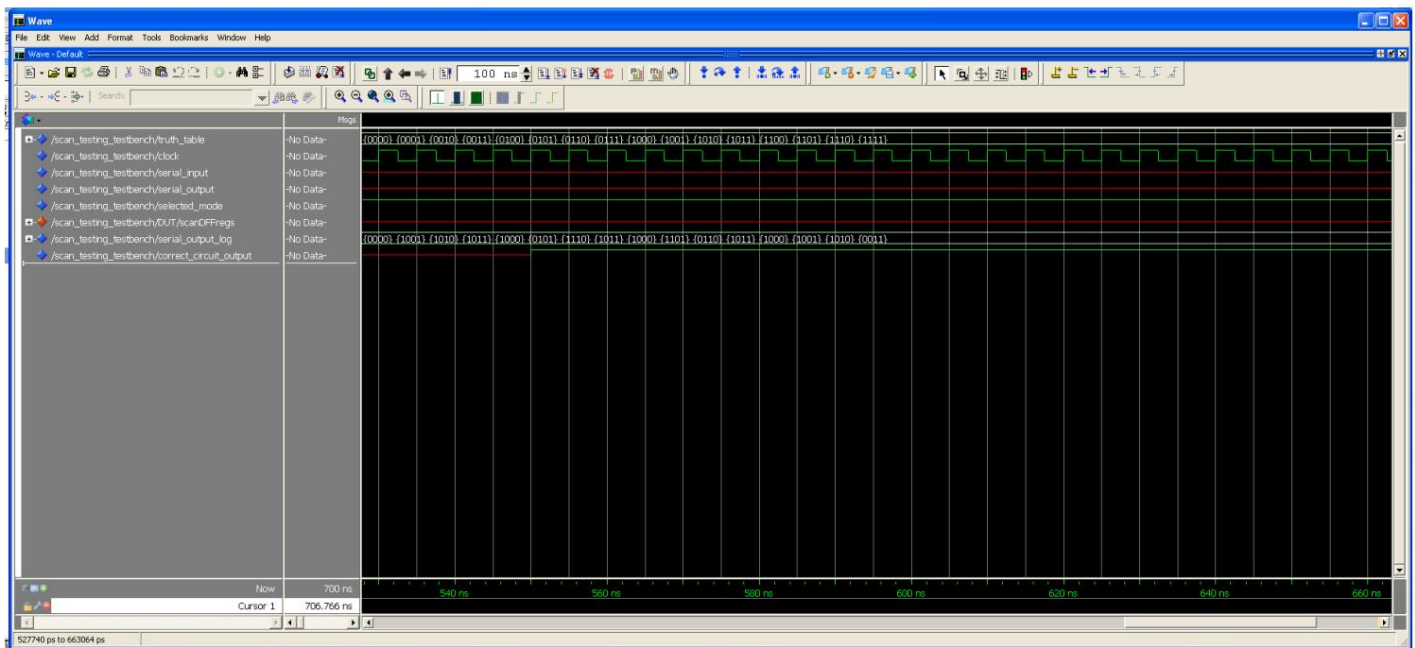 Wave
File Edit View Add Format Tools Bookmarks Window Help
Wave - Default
100 ns
Search:
Msgs
/scan_testing_testbench/truth_table -No Data- {0000} {0001} {0010} {0011} {0100} {0101} {0110} {0111} {1000} {1001} {1010} {1011} {1100} {1101} {1110} {1111}
/scan_testing_testbench/clock -No Data-
/scan_testing_testbench/serial_input -No Data-
/scan_testing_testbench/serial_output -No Data-
/scan_testing_testbench/selected_mode -No Data-
/scan_testing_testbench/DUT/scanDFFregs -No Data-
/scan_testing_testbench/serial_output_log -No Data- {0000} {1001} {1010} {1011} {1000} {0101} {1110} {1011} {1000} {1101} {0110} {1011} {1000} {1001} {1010} {0011}
/scan_testing_testbench/correct_circuit_output -No Data-
Now 700 ns 540 ns 560 ns 580 ns 600 ns 620 ns 640 ns 660 ns
Cursor 1 706.766 ns
527740 ps to 663064 ps